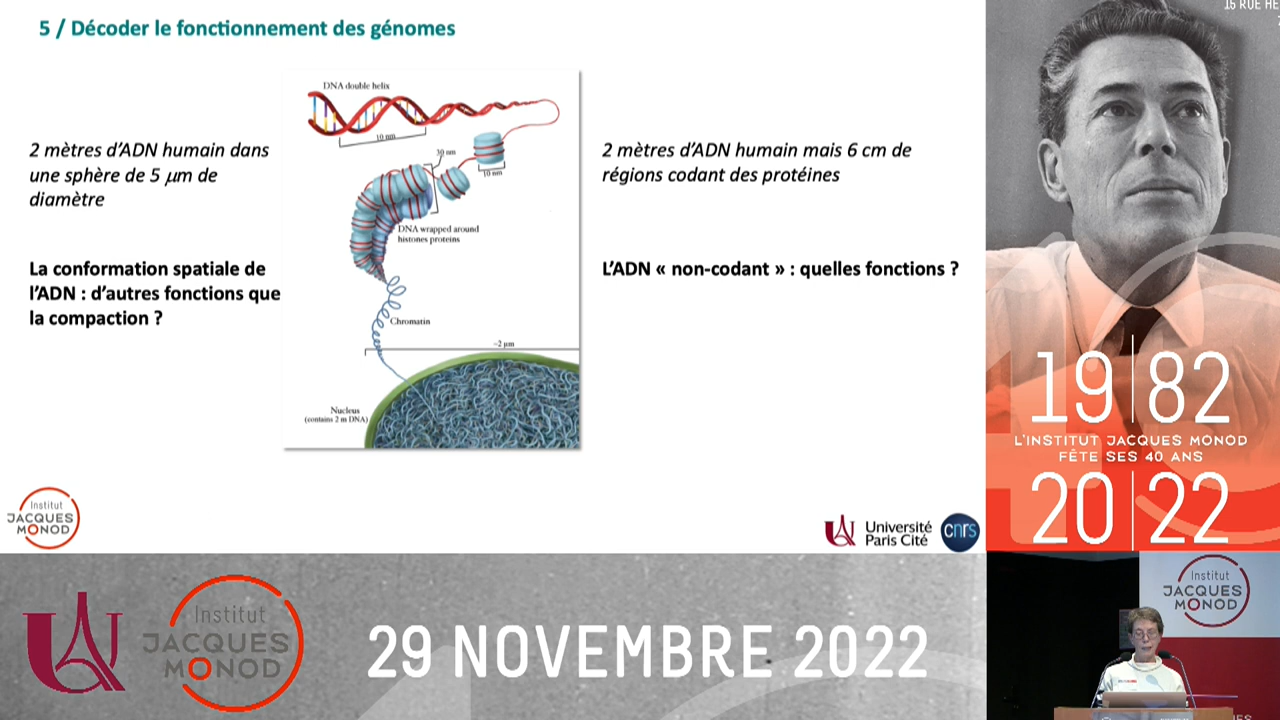 5 / Décoder le fonctionnement des génomes
2 mètres d’ADN humain dans
une sphère de 5 µm de
diamètre
La conformation spatiale de
l’ADN : d’autres fonctions que
la compaction ?
DNA double helix
10 nm
30 nm
10 nm
DNA wrapped around
histones proteins
Chromatin
~2 µm
Nucleus
(contains 2 m DNA)
2 mètres d’ADN humain mais 6 cm de
régions codant des protéines
L’ADN « non-codant » : quelles fonctions ?
Institut
JACQUES
MONOD
Université
Paris Cité
cnrs
15 RUE HE
19 82
L'INSTITUT JACQUES MONOD
FÊTE SES 40 ANS
20 22
Institut
JACQUES
MONOD
29 NOVEMBRE 2022
Institut
JACQUES
MONOD